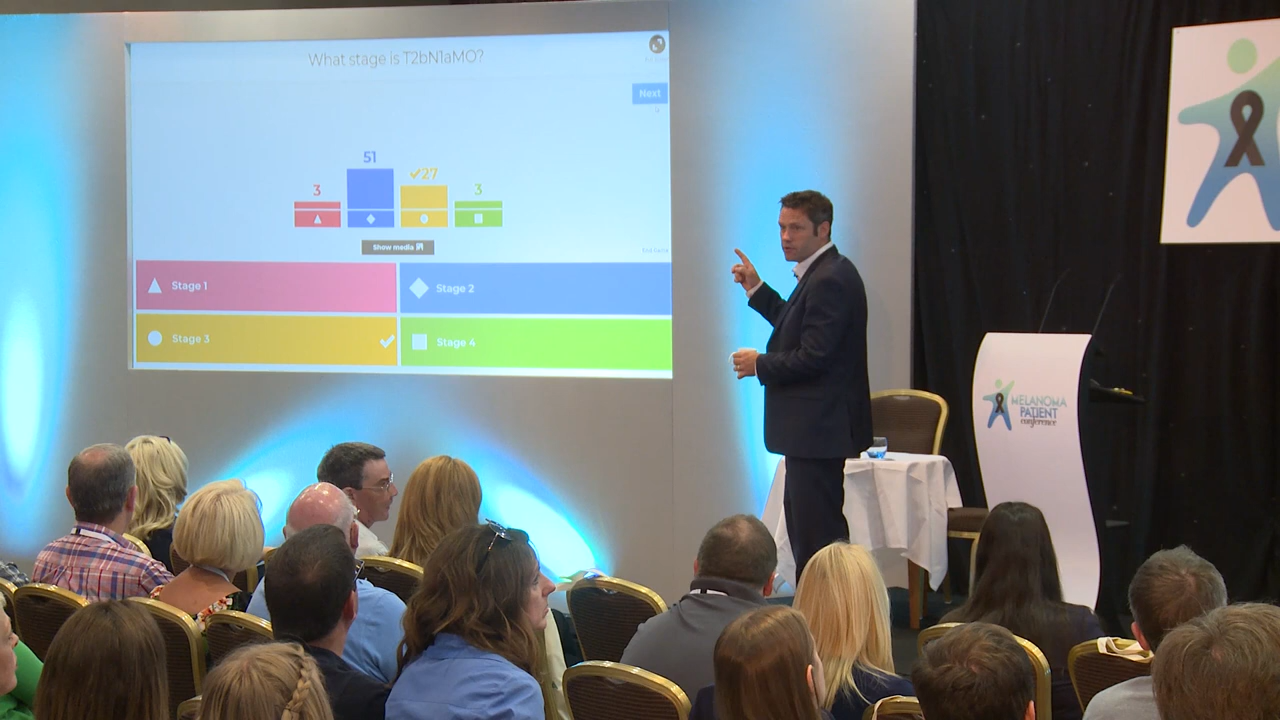 What stage is T2bN1aMO?
Next
3
51
27
3
Show media
Stage 1
Stage 2
Stage 3
Stage 4
MELANOMA
PATIENT
conference